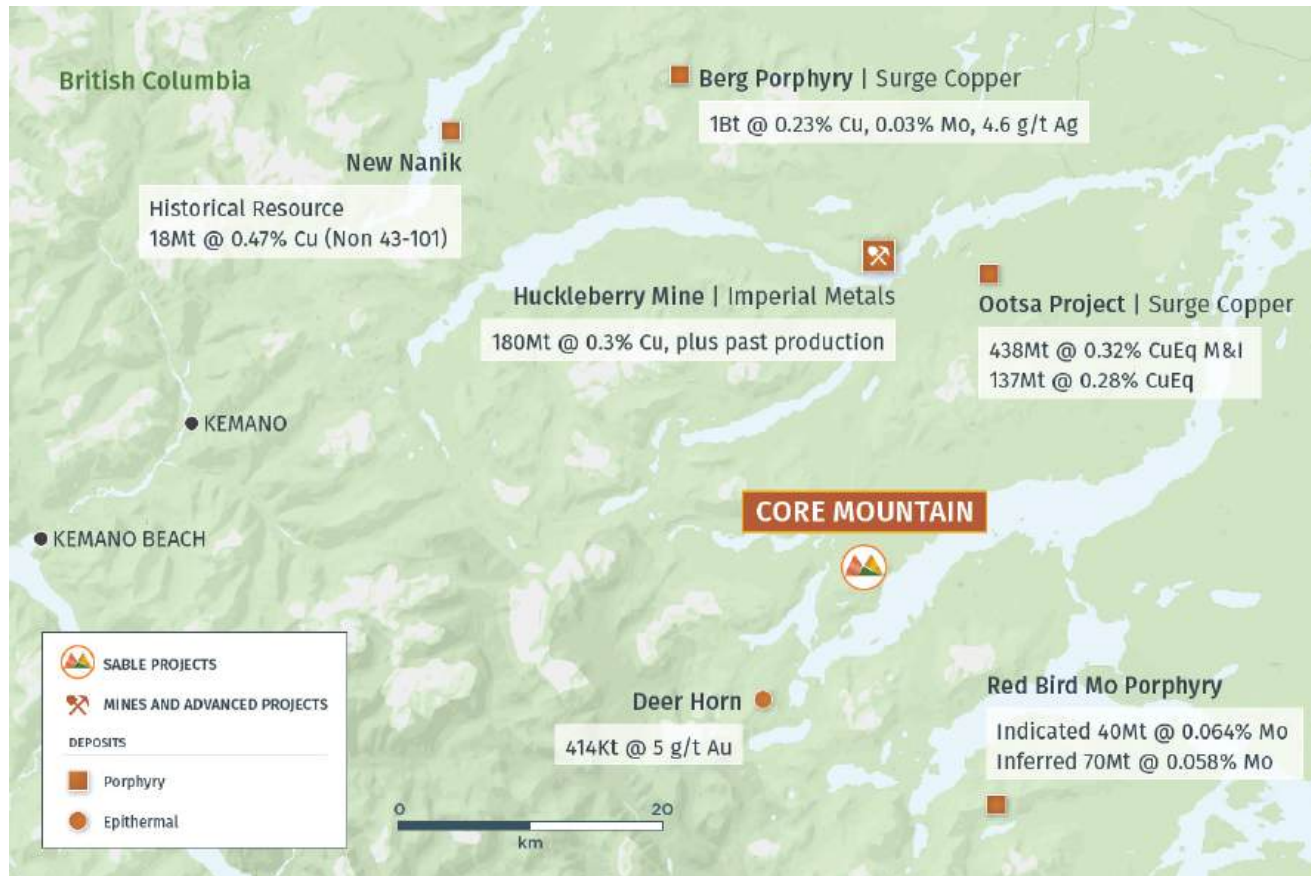 British Columbia
Berg Porphyry | Surge Copper
1Bt @ 0.23% Cu, 0.03% Mo, 4.6 g/t Ag
New Nanik
Historical Resource
18Mt @ 0.47% Cu (Non 43-101)
Huckleberry Mine | Imperial Metals
180Mt @ 0.3% Cu, plus past production
Ootsa Project | Surge Copper
438Mt @ 0.32% CuEq M&I
137Mt @ 0.28% CuEq
KEMANO
CORE MOUNTAIN
KEMANO BEACH
Deer Horn
414Kt @ 5 g/t Au
Red Bird Mo Porphyry
Indicated 40Mt @ 0.064% Mo
Inferred 70Mt @ 0.058% Mo
SABLE PROJECTS
MINES AND ADVANCED PROJECTS
DEPOSITS
Porphyry
Epithermal
0 20
km